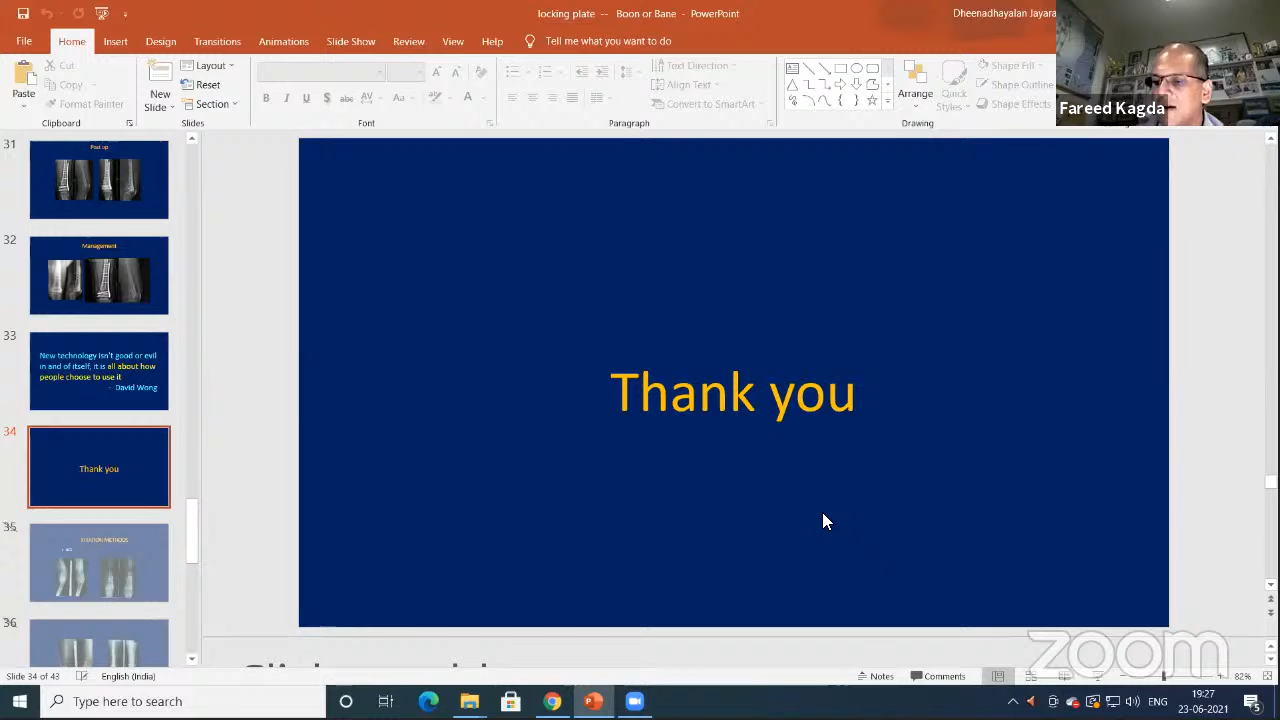 locking plate -- Boon or Bane - PowerPoint
Dheenadhayalan Jayara
File Home Insert Design Transitions Animations Slide Show Review View Help Tell me what you want to do
Paste
Cut
Copy
Format Painter
Clipboard
New
Slide
Layout
Reset
Section
Slides
B I U S abc AV Aa A
Font
Text Direction
Align Text
Convert to SmartArt
Paragraph
Arrange
Quick
Styles
Shape Fill
Shape Outline
Shape Effects
Drawing
Fareed Kagda
31
Post op
32
Management
33
New technology isn't good or evil
in and of itself, it is all about how
people choose to use it
- David Wong
34
Thank you
35
FIXATION METHODS
36
Thank you
zoom
Slide 34 of 43
English (India)
Notes
Comments
82%
Type here to search
ENG
19:27
23-06-2021
5